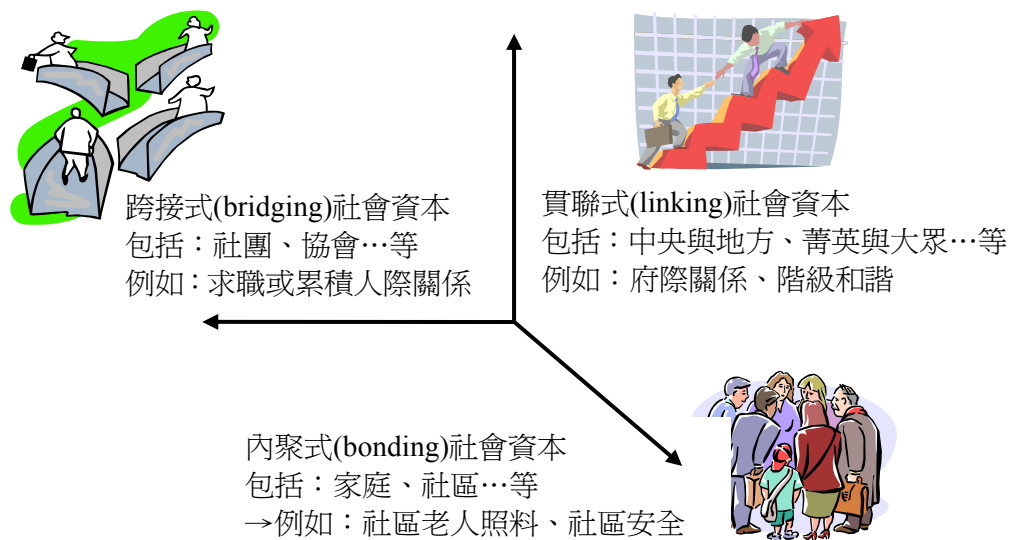 跨接式(bridging)社會資本
包括：社團、協會…等
例如：求職或累積人際關係
貫聯式(linking)社會資本
包括：中央與地方、菁英與大眾…等
例如：府際關係、階級和諧
內聚式(bonding)社會資本
包括：家庭、社區…等
→例如：社區老人照料、社區安全